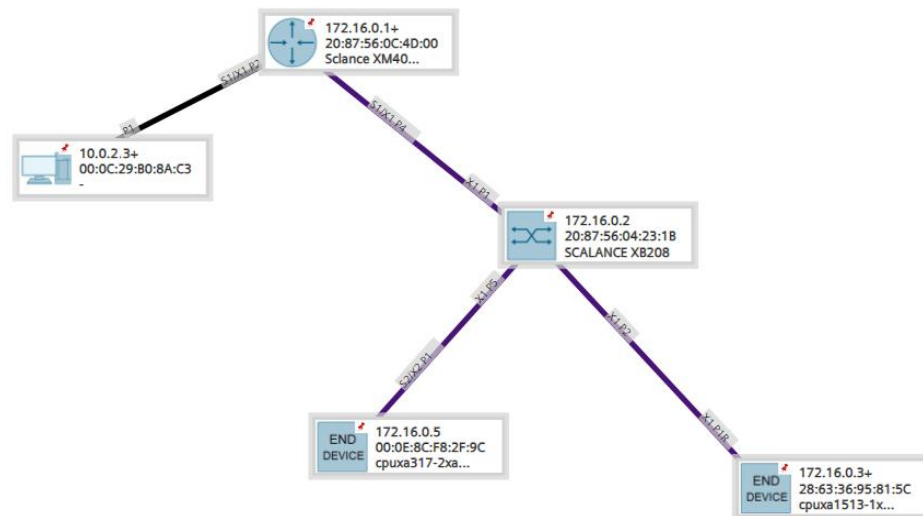 172.16.0.1+
20:87:56:0C:4D:00
Sclance XM40...
S1/X1.P2
P1
10.0.2.3+
00:0C:29:B0:8A:C3
-
S1/X1.P4
X1.P1
172.16.0.2
20:87:56:04:23:1B
SCALANCE XB208
X1.P5
S2/X2.P1
X1.P2
X1.P1R
END
DEVICE
172.16.0.5
00:0E:8C:F8:2F:9C
cpuxa317-2xa...
END
DEVICE
172.16.0.3+
28:63:36:95:81:5C
cpuxa1513-1x...